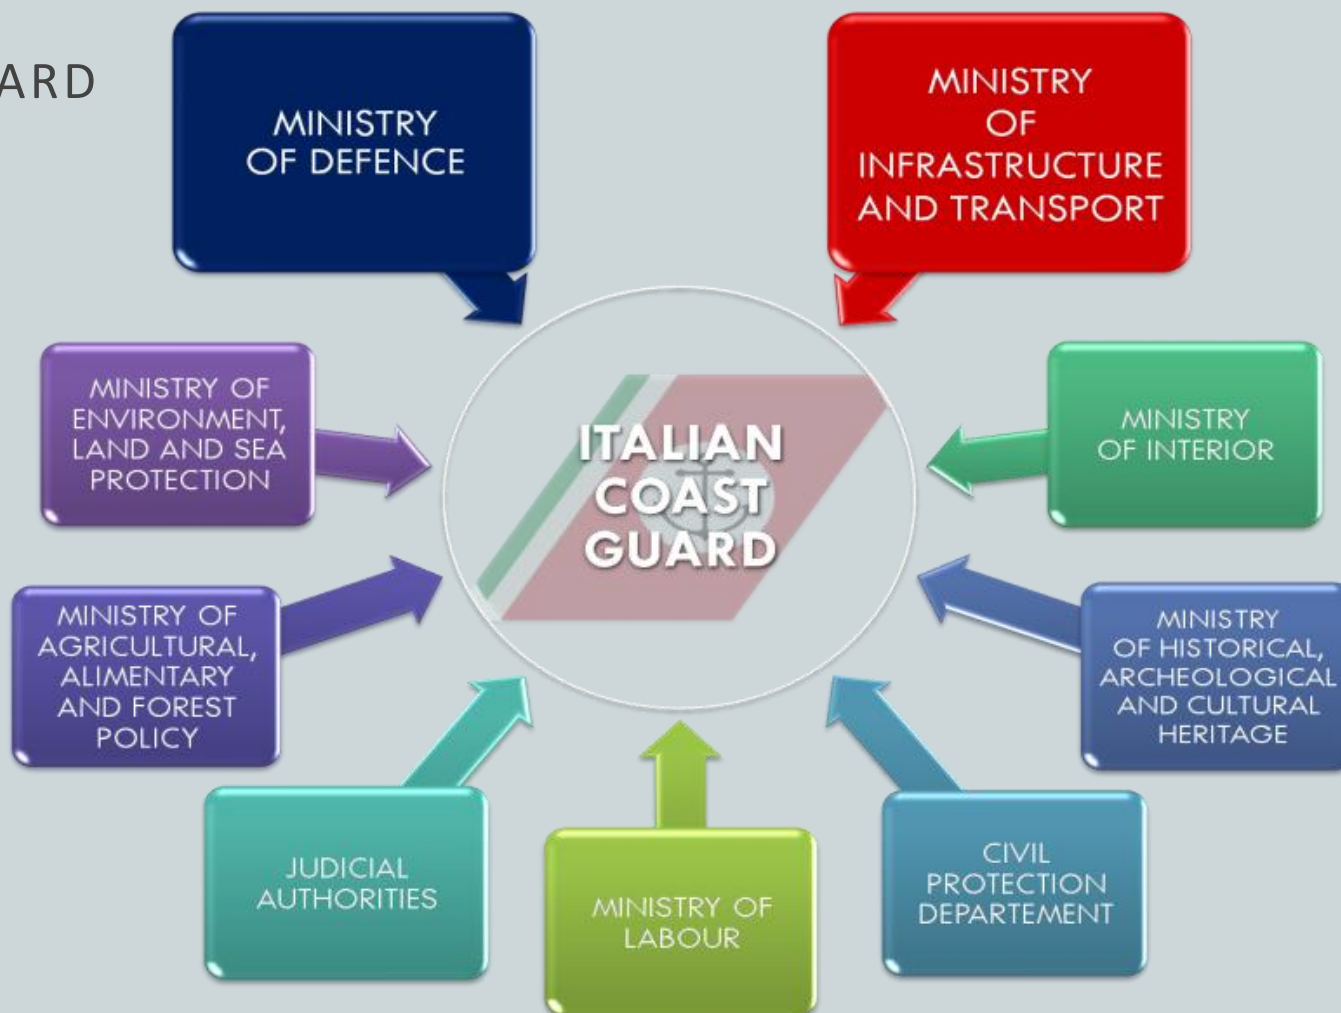 ARD
MINISTRY
OF DEFENCE
MINISTRY
OF
INFRASTRUCTURE
AND TRANSPORT
MINISTRY OF
ENVIRONMENT,
LAND AND SEA
PROTECTION
ITALIAN
COAST
GUARD
MINISTRY
OF INTERIOR
MINISTRY OF
AGRICULTURAL,
ALIMENTARY
AND FOREST
POLICY
MINISTRY
OF HISTORICAL,
ARCHEOLOGICAL
AND CULTURAL
HERITAGE
JUDICIAL
AUTHORITIES
MINISTRY OF
LABOUR
CIVIL
PROTECTION
DEPARTEMENT